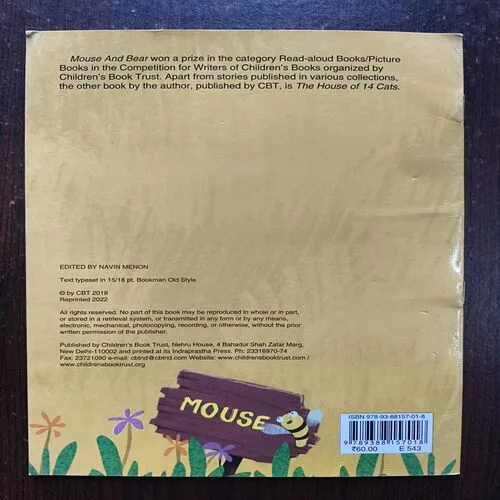 Mouse And Bear won a prize in the category Read-aloud Books/Picture
Books in the Competition for Writers of Children's Books organized by
Children's Book Trust. Apart from stories published in various collections,
the other book by the author, published by CBT, is The House of 14 Cats.
EDITED BY NAVIN MENON
Text typeset in 15/18 pt. Bookman Old Style
© by CBT 2018
Reprinted 2022
All rights reserved. No part of this book may be reproduced in whole or in part,
or stored in a retrieval system, or transmitted in any form or by any means,
electronic, mechanical, photocopying, recording, or otherwise, without the prior
written permission of the publisher.
Published by Children's Book Trust, Nehru House, 4 Bahadur Shah Zafar Marg,
New Delhi-110002 and printed at its Indraprastha Press. Ph: 23316970-74
Fax: 23721090 e-mail: cbtnd@cbtnd.com Website: www.childrensbooktrust.com /
www.childrensbooktrust.org
MOUSE
ISBN 978-93-88157-01-8
9 789388 157018
₹60.00 E 543